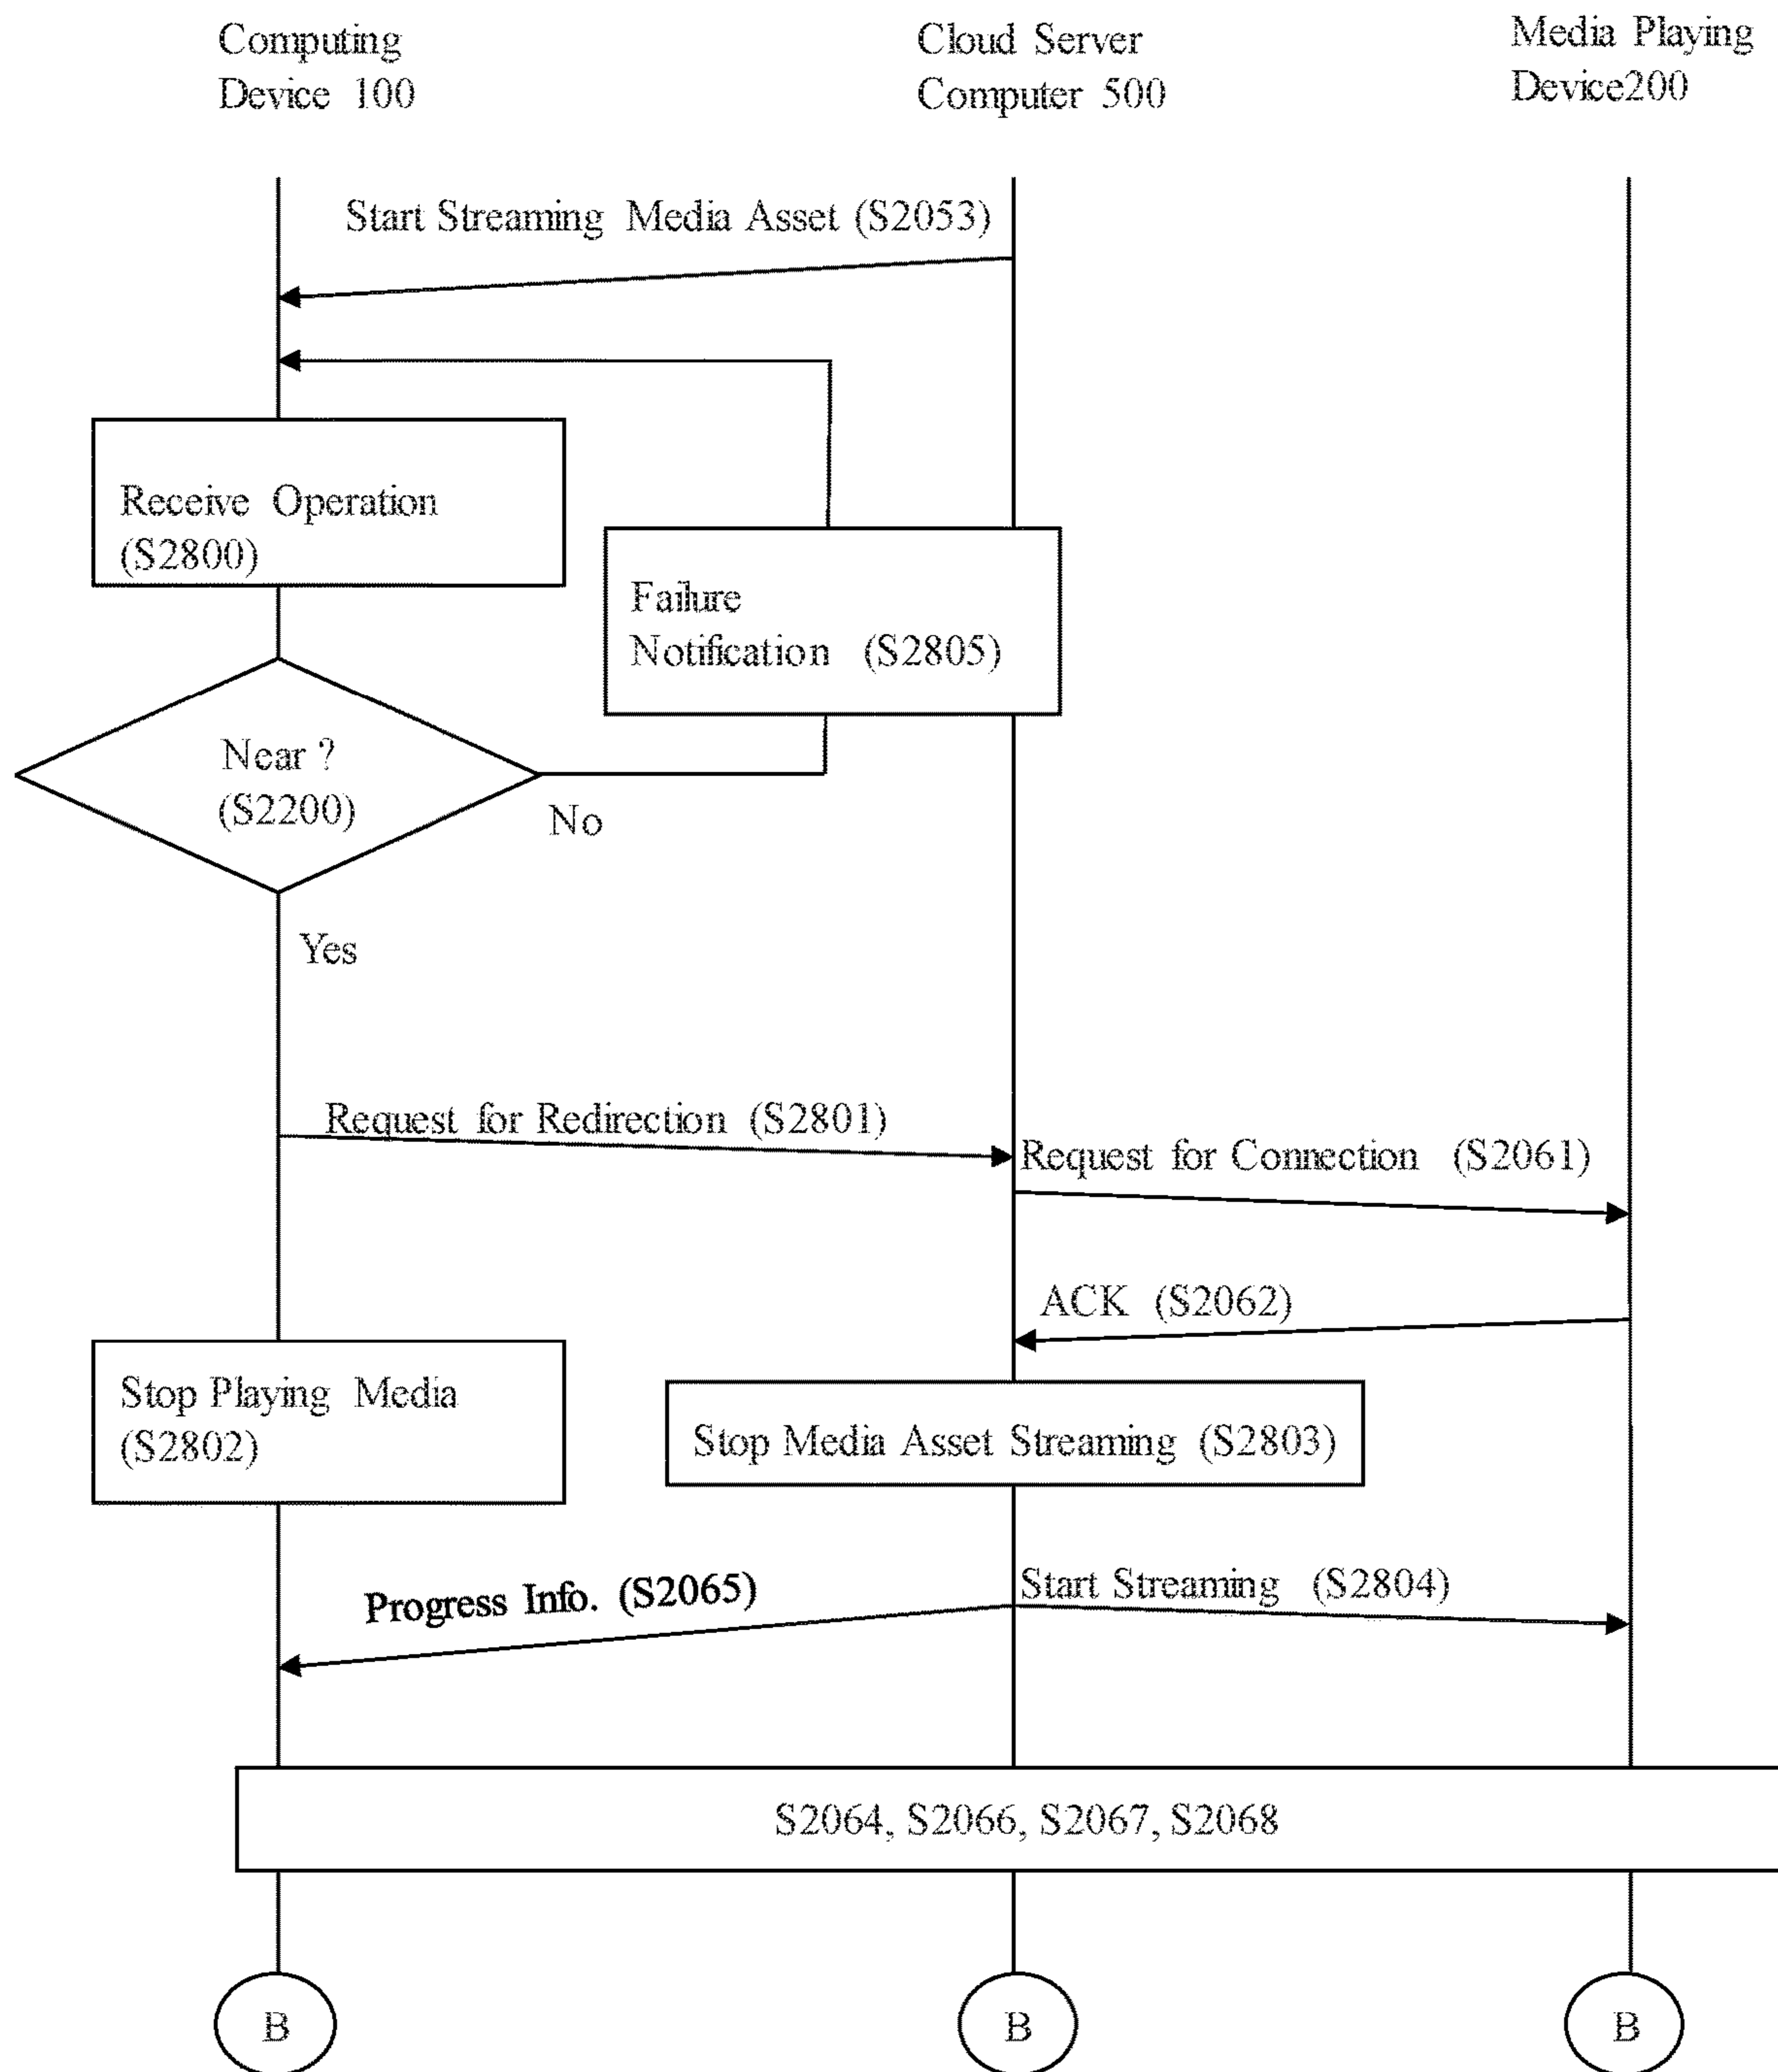 Computing
Device 100
Cloud Server
Computer 500
Media Playing
Device200
Start Streaming Media Asset (S2053)
Receive Operation
(S2800)
Failure
Notification (S2805)
Near ?
(S2200)
No
Yes
Request for Redirection (S2801)
Request for Connection (S2061)
ACK (S2062)
Stop Playing Media
(S2802)
Stop Media Asset Streaming (S2803)
Progress Info. (S2065)
Start Streaming (S2804)
S2064, S2066, S2067, S2068
B
B
B